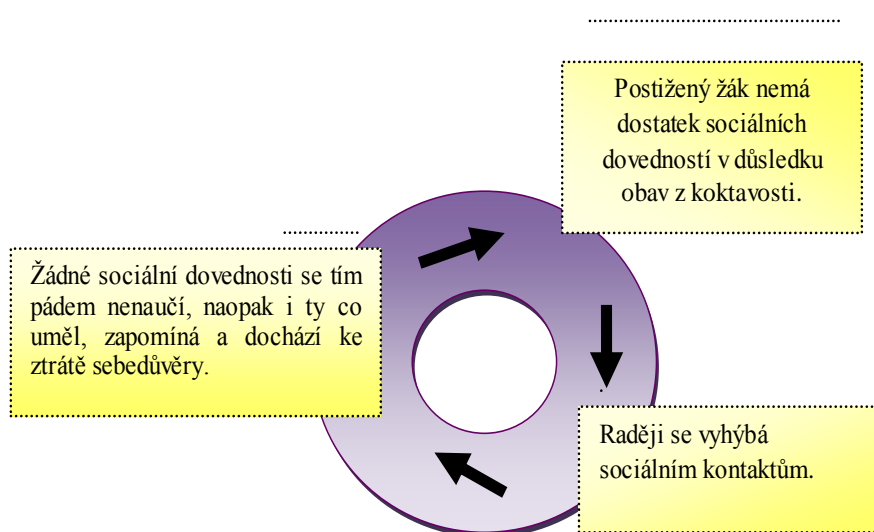 Postižený žák nemá
dostatek sociálních
dovedností v důsledku
obav z koktavosti.
Žádné sociální dovednosti se tím
pádem nenaučí, naopak i ty co
uměl, zapomíná a dochází ke
ztrátě sebedůvěry.
Raději se vyhýbá
sociálním kontaktům.